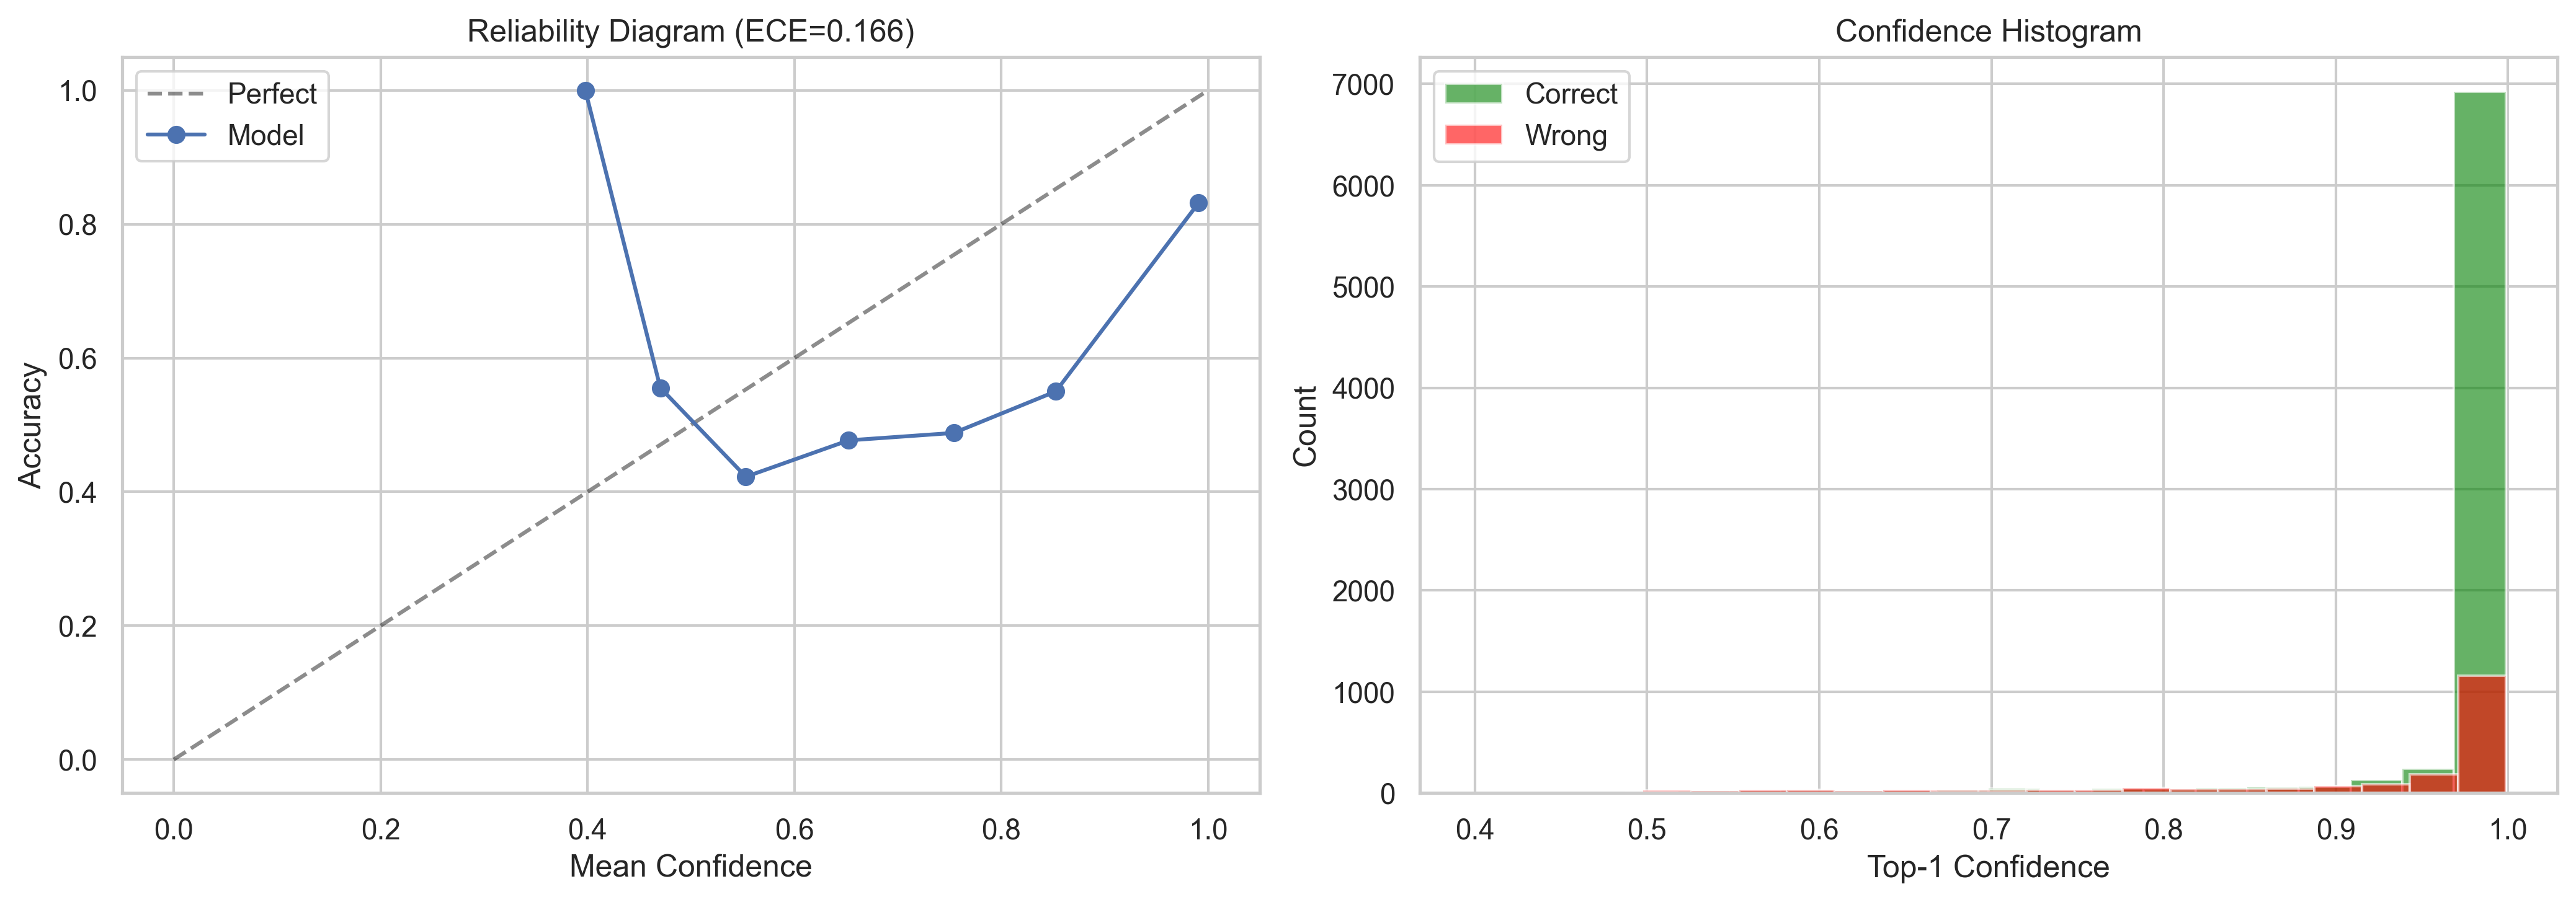 Reliability Diagram (ECE=0.166)
Perfect
Model
1.0
0.8
0.6
0.4
0.2
0.0
Accuracy
0.0 0.2 0.4 0.6 0.8 1.0
Mean Confidence
Confidence Histogram
Correct
Wrong
7000
6000
5000
4000
3000
2000
1000
0
Count
0.4 0.5 0.6 0.7 0.8 0.9 1.0
Top-1 Confidence